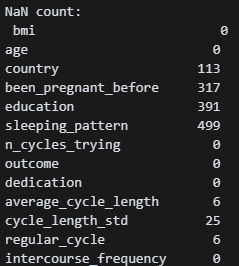 NaN count:
bmi 0
age 0
country 113
been_pregnant_before 317
education 391
sleeping_pattern 499
n_cycles_trying 0
outcome 0
dedication 0
average_cycle_length 6
cycle_length_std 25
regular_cycle 6
intercourse_frequency 0